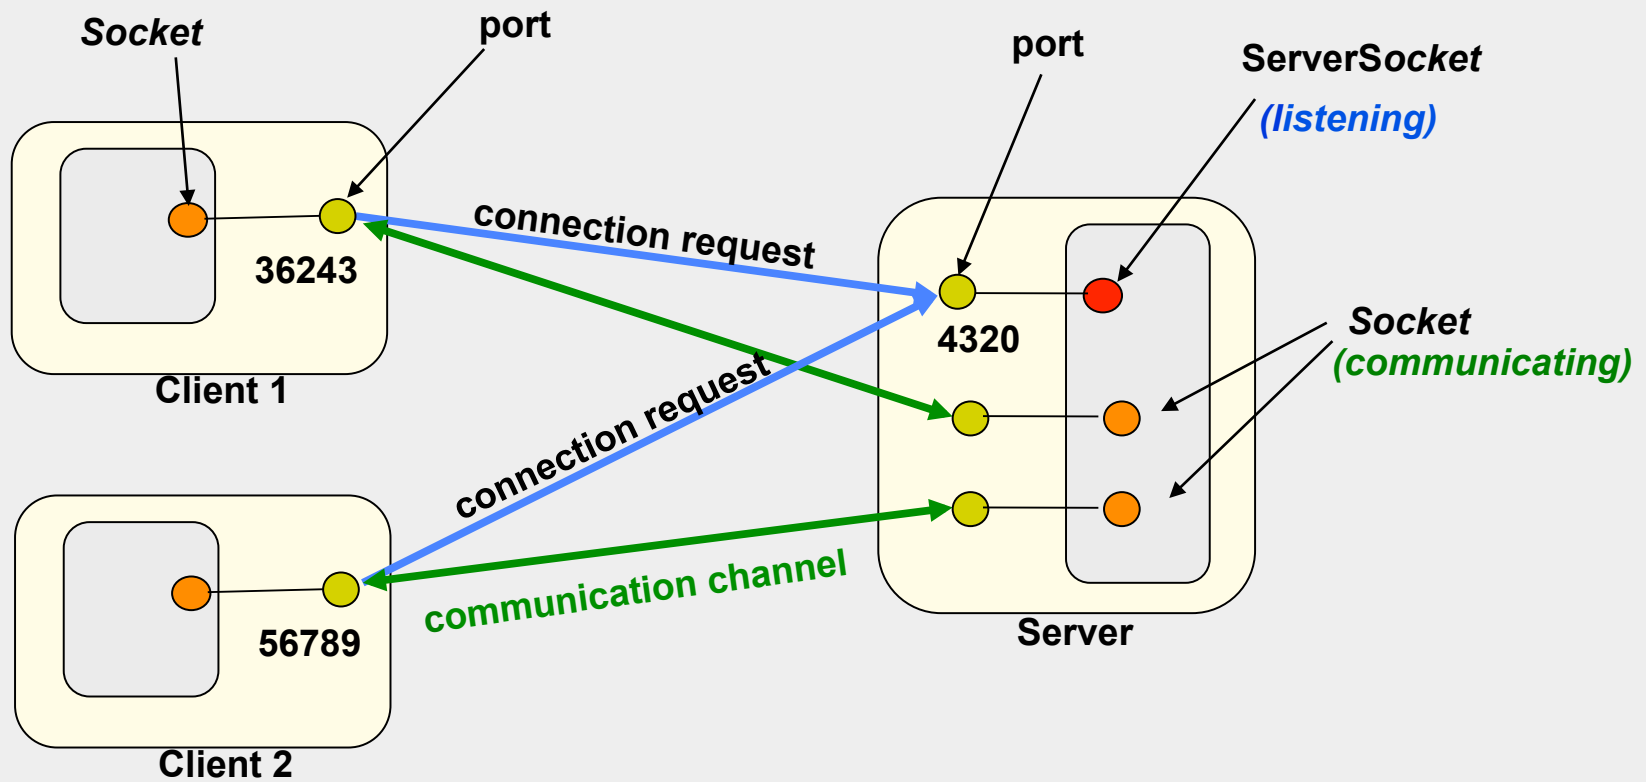 Socket
port
port
ServerSocket
(listening)
connection request
36243
4320
Socket
(communicating)
Client 1
connection request
communication channel
56789
Server
Client 2